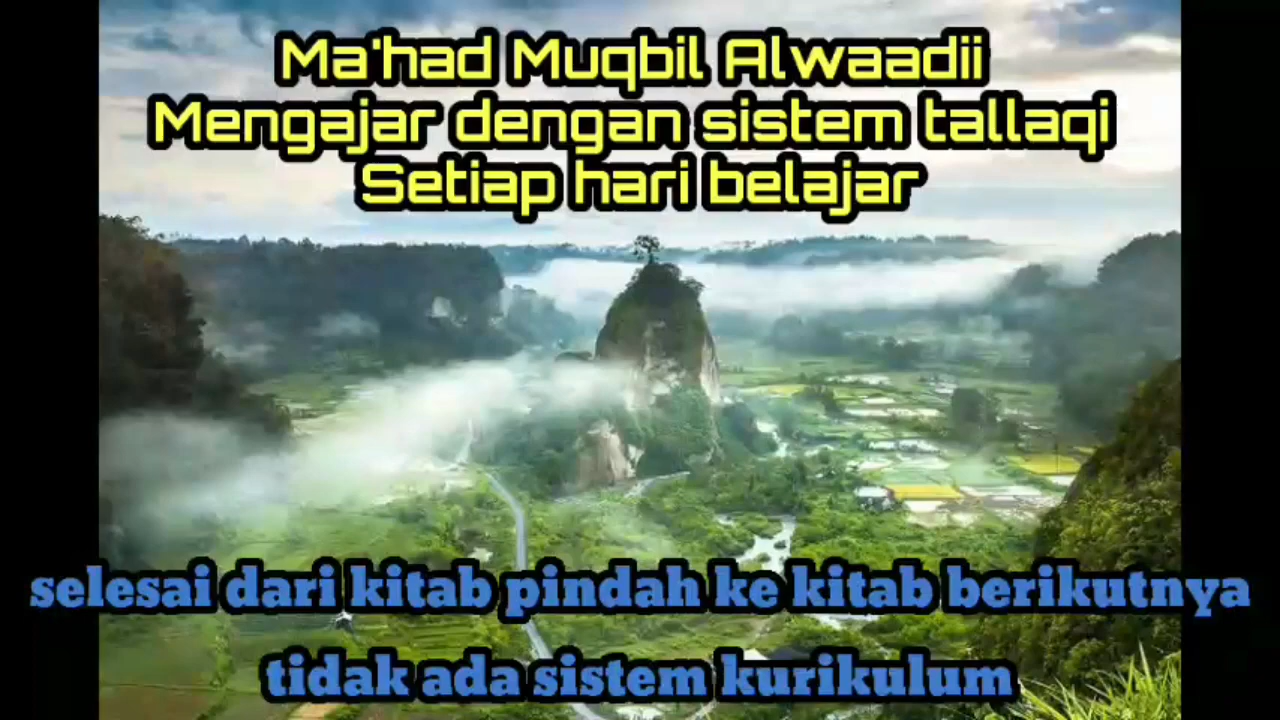 Ma'had Muqbil Alwaadii
Mengajar dengan sistem tallaqi
Setiap hari belajar
selesai dari kitab pindah ke kitab berikutnya
tidak ada sistem kurikulum